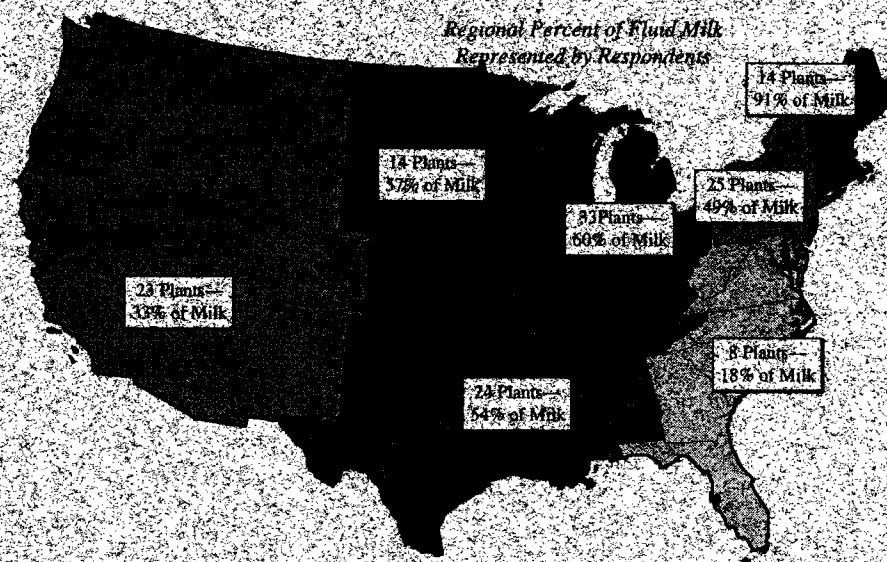 Regional Percent of Fluid Milk
Represented by Respondents
14 Plants—
91% of Milk
14 Plants—
57% of Milk
25 Plants—
49% of Milk
33Plants—
60% of Milk
23 Plants—
33% of Milk
8 Plants—
18% of Milk
24 Plants—
54% of Milk